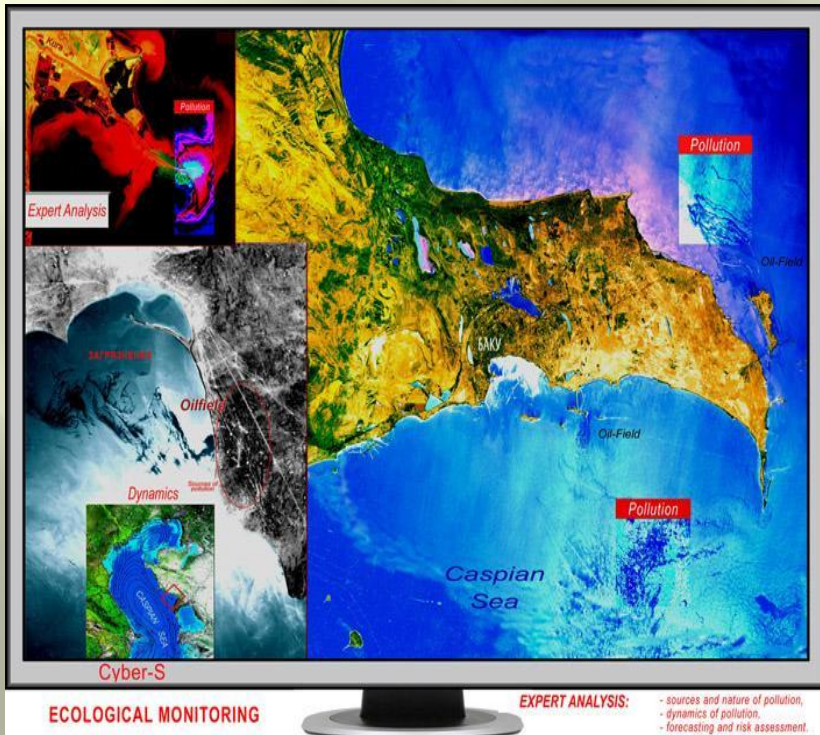 Kura
Pollution
Expert Analysis
Pollution
Oil-Field
БАКУ
Oilfield
Oil-Field
Sources of
pollution
Dynamics
Pollution
CASPIAN SEA
Caspian
Sea
Cyber-S
ECOLOGICAL MONITORING
EXPERT ANALYSIS:
- sources and nature of pollution,
- dynamics of pollution,
- forecasting and risk assessment.